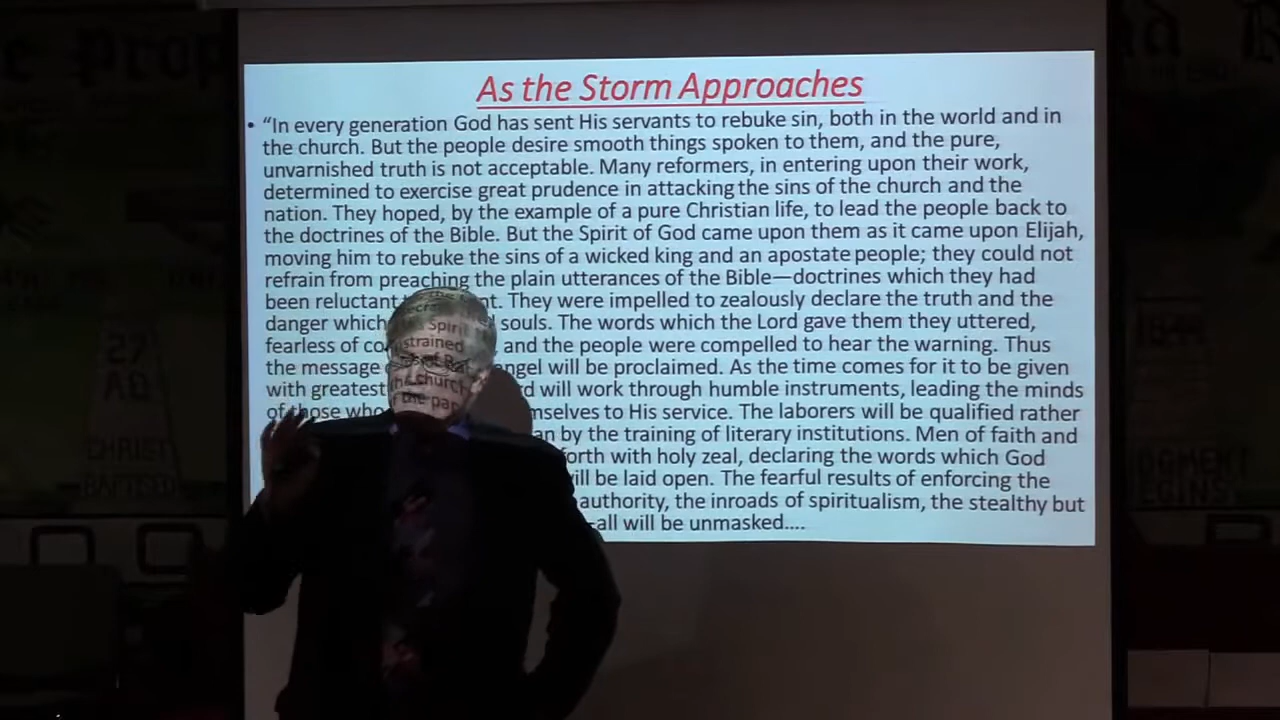 As the Storm Approaches
• “In every generation God has sent His servants to rebuke sin, both in the world and in
the church. But the people desire smooth things spoken to them, and the pure,
unvarnished truth is not acceptable. Many reformers, in entering upon their work,
determined to exercise great prudence in attacking the sins of the church and the
nation. They hoped, by the example of a pure Christian life, to lead the people back to
the doctrines of the Bible. But the Spirit of God came upon them as it came upon Elijah,
moving him to rebuke the sins of a wicked king and an apostate people; they could not
refrain from preaching the plain utterances of the Bible—doctrines which they had
been reluctant They were impelled to zealously declare the truth and the
danger which souls. The words which the Lord gave them they uttered,
fearless of and the people were compelled to hear the warning. Thus
the message will be proclaimed. As the time comes for it to be given
with greatest will work through humble instruments, leading the minds
of those who to His service. The laborers will be qualified rather
by the training of literary institutions. Men of faith and
forth with holy zeal, declaring the words which God
will be laid open. The fearful results of enforcing the
authority, the inroads of spiritualism, the stealthy but
—all will be unmasked....
Spirit
the church
27
AD
CHRIST
BAPTIZED
1844